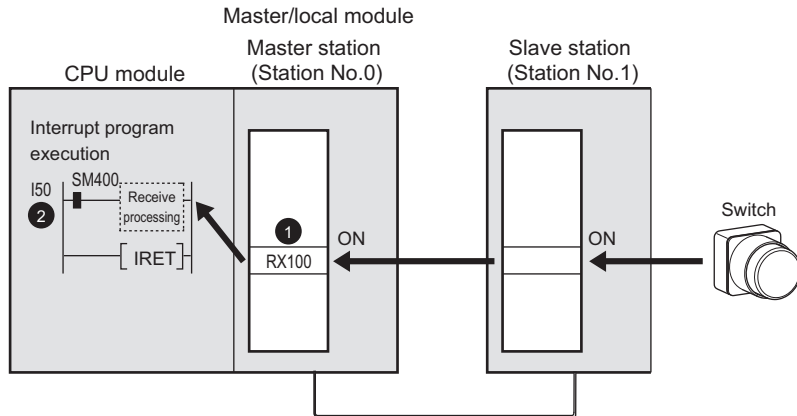 Master/local module
Master station
(Station No.0)
Slave station
(Station No.1)
CPU module
Interrupt program
execution
I50
SM400
Receive
processing
2
IRET
1
RX100
ON
ON
Switch